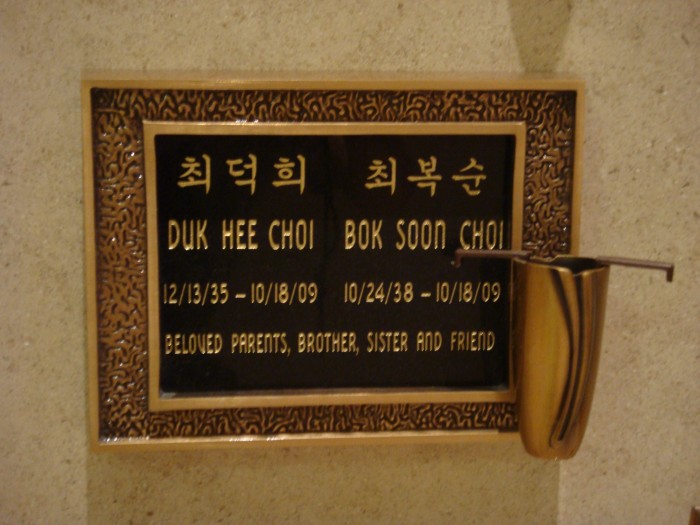 최덕희 최복순
DUK HEE CHOI BOK SOON CHOI
12/13/35 – 10/18/09 10/24/38 – 10/18/09
BELOVED PARENTS, BROTHER, SISTER AND FRIEND